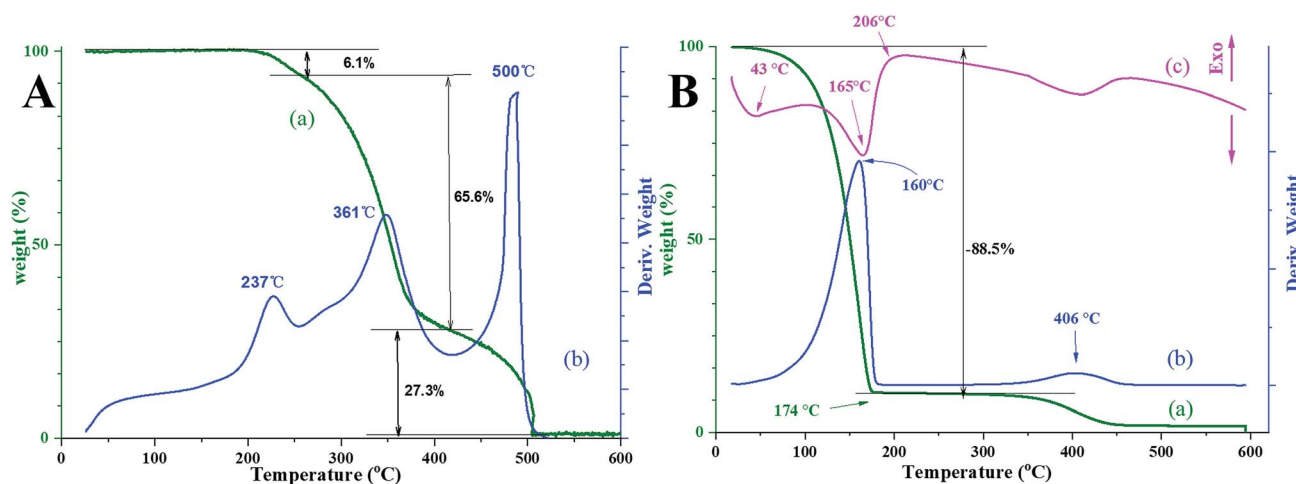 A
100
50
0
weight (%)
0
100
200
300
400
500
600
Temperature (°C)
Deriv. Weight
6.1%
65.6%
27.3%
(a)
(b)
237℃
361℃
500℃
B
100
50
0
weight (%)
0
100
200
300
400
500
600
Temperature (°C)
Deriv. Weight
Exo
206°C
43 °C
165°C
(c)
160°C
-88.5%
406 °C
(b)
174 °C
(a)